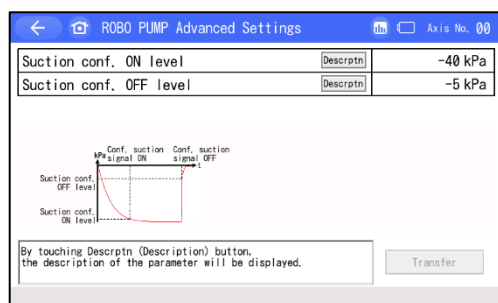 ROBO PUMP Advanced Settings Axis No. 00
Suction conf. ON level Descrptn -40 kPa
Suction conf. OFF level Descrptn -5 kPa
Conf. suction signal ON
Conf. suction signal OFF
kPa
t
Suction conf. OFF level
Suction conf. ON level
By touching Descrptn (Description) button,
the description of the parameter will be displayed.
Transfer